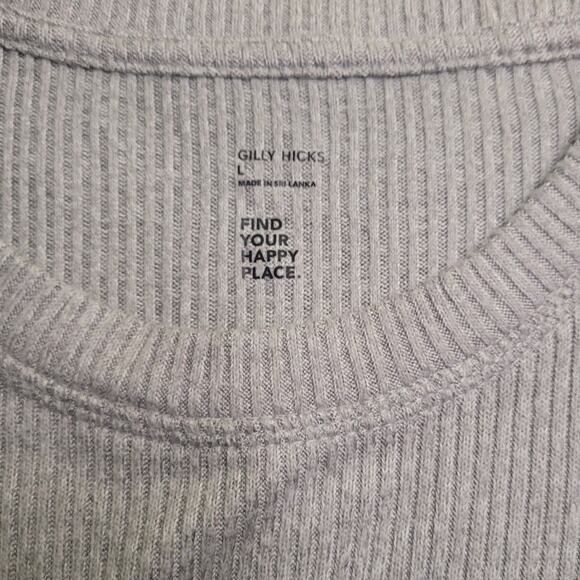 GILLY HICKS
L
MADE IN SRI LANKA
FIND
YOUR
HAPPY
PLACE.